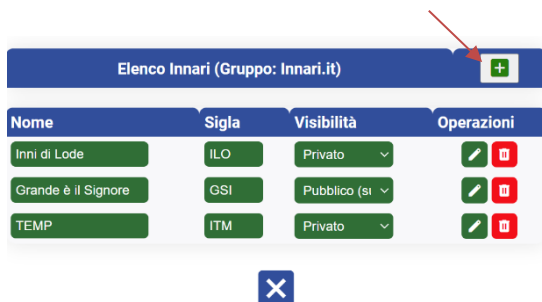 Elenco Innari (Gruppo: Innari.it)
Nome Sigla Visibilità Operazioni
Inni di Lode ILO Privato
Grande è il Signore GSI Pubblico (su
TEMP ITM Privato